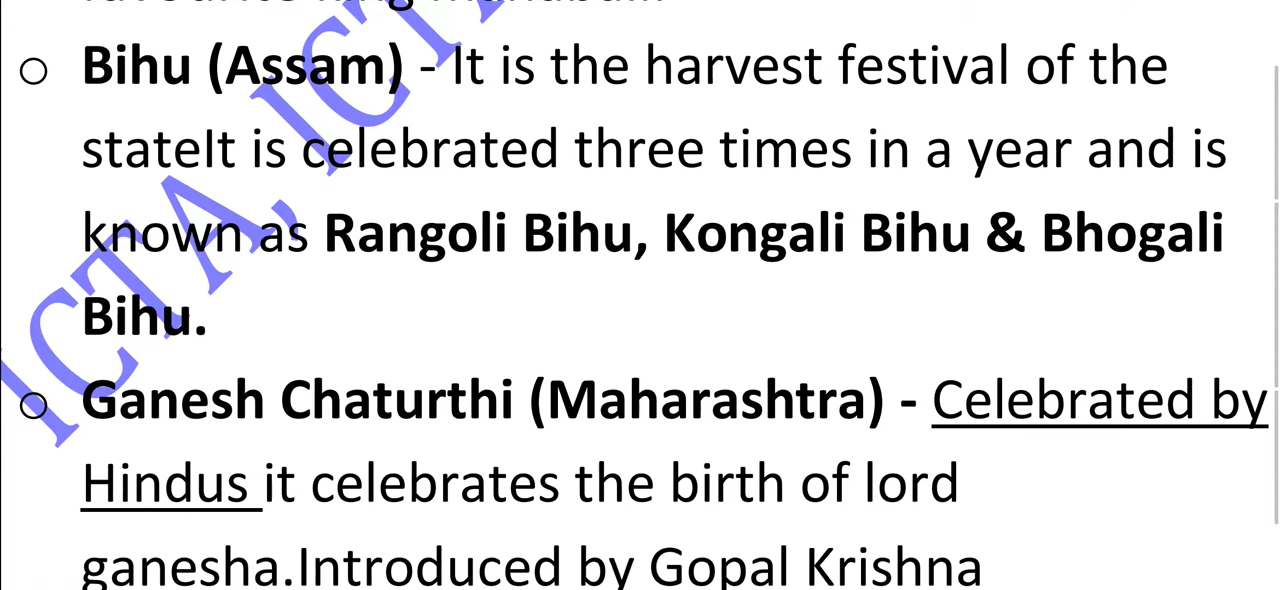 o Bihu (Assam) - It is the harvest festival of the
stateIt is celebrated three times in a year and is
known as Rangoli Bihu, Kongali Bihu & Bhogali
Bihu.
o Ganesh Chaturthi (Maharashtra) - Celebrated by
Hindus it celebrates the birth of lord
ganesha.Introduced by Gopal Krishna
ICTA, ICTA